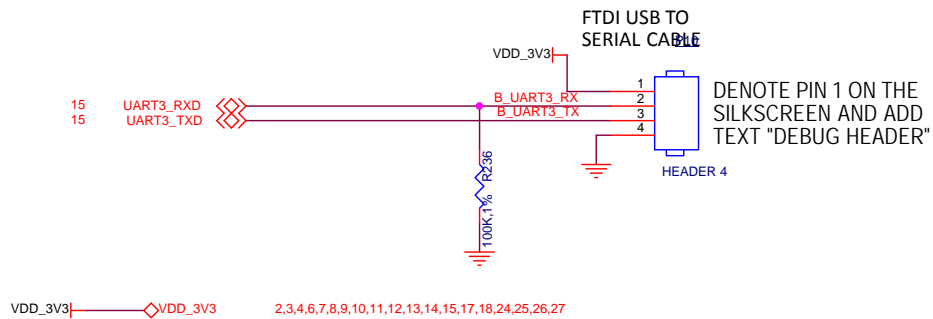 FTDI USB TO
SERIAL CABLE
VDD_3V3
1
2
3
4
15 UART3_RXD
15 UART3_TXD
B_UART3_RX
B_UART3_TX
DENOTE PIN 1 ON THE
SILKSCREEN AND ADD
TEXT "DEBUG HEADER"
HEADER 4
R236
100K,1%
VDD_3V3 VDD_3V3 2,3,4,6,7,8,9,10,11,12,13,14,15,17,18,24,25,26,27